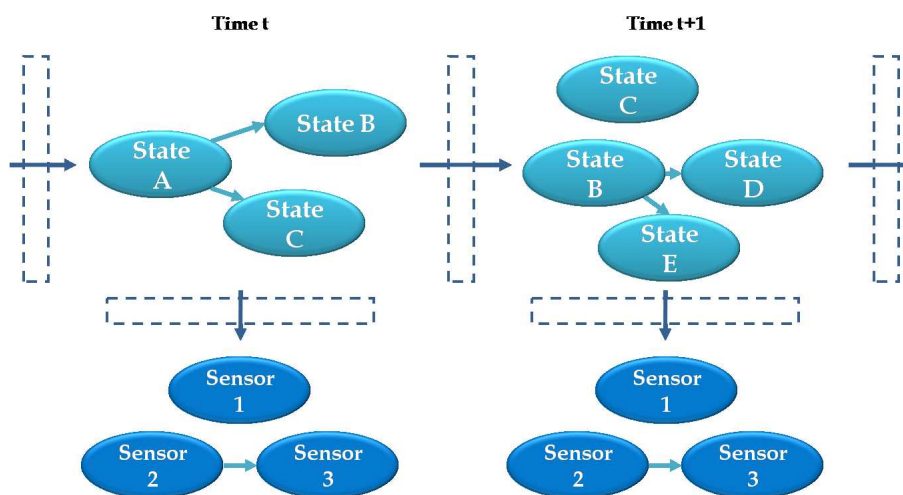 Time t
State B
State
A
State
C
Sensor
1
Sensor
2
Sensor
3
Time t+1
State
C
State
B
State
D
State
E
Sensor
1
Sensor
2
Sensor
3